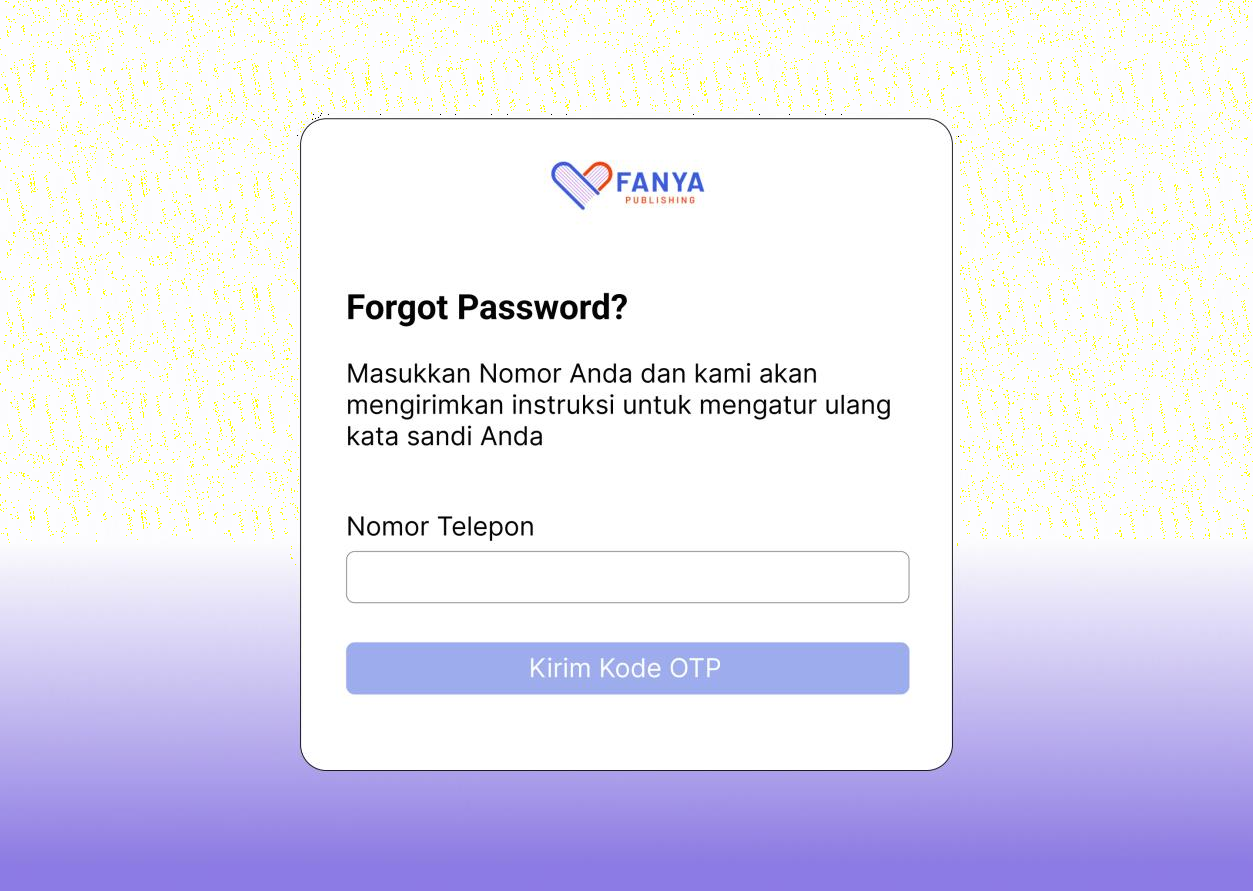 FANYA
PUBLISHING
Forgot Password?
Masukkan Nomor Anda dan kami akan
mengirimkan instruksi untuk mengatur ulang
kata sandi Anda
Nomor Telepon
Kirim Kode OTP